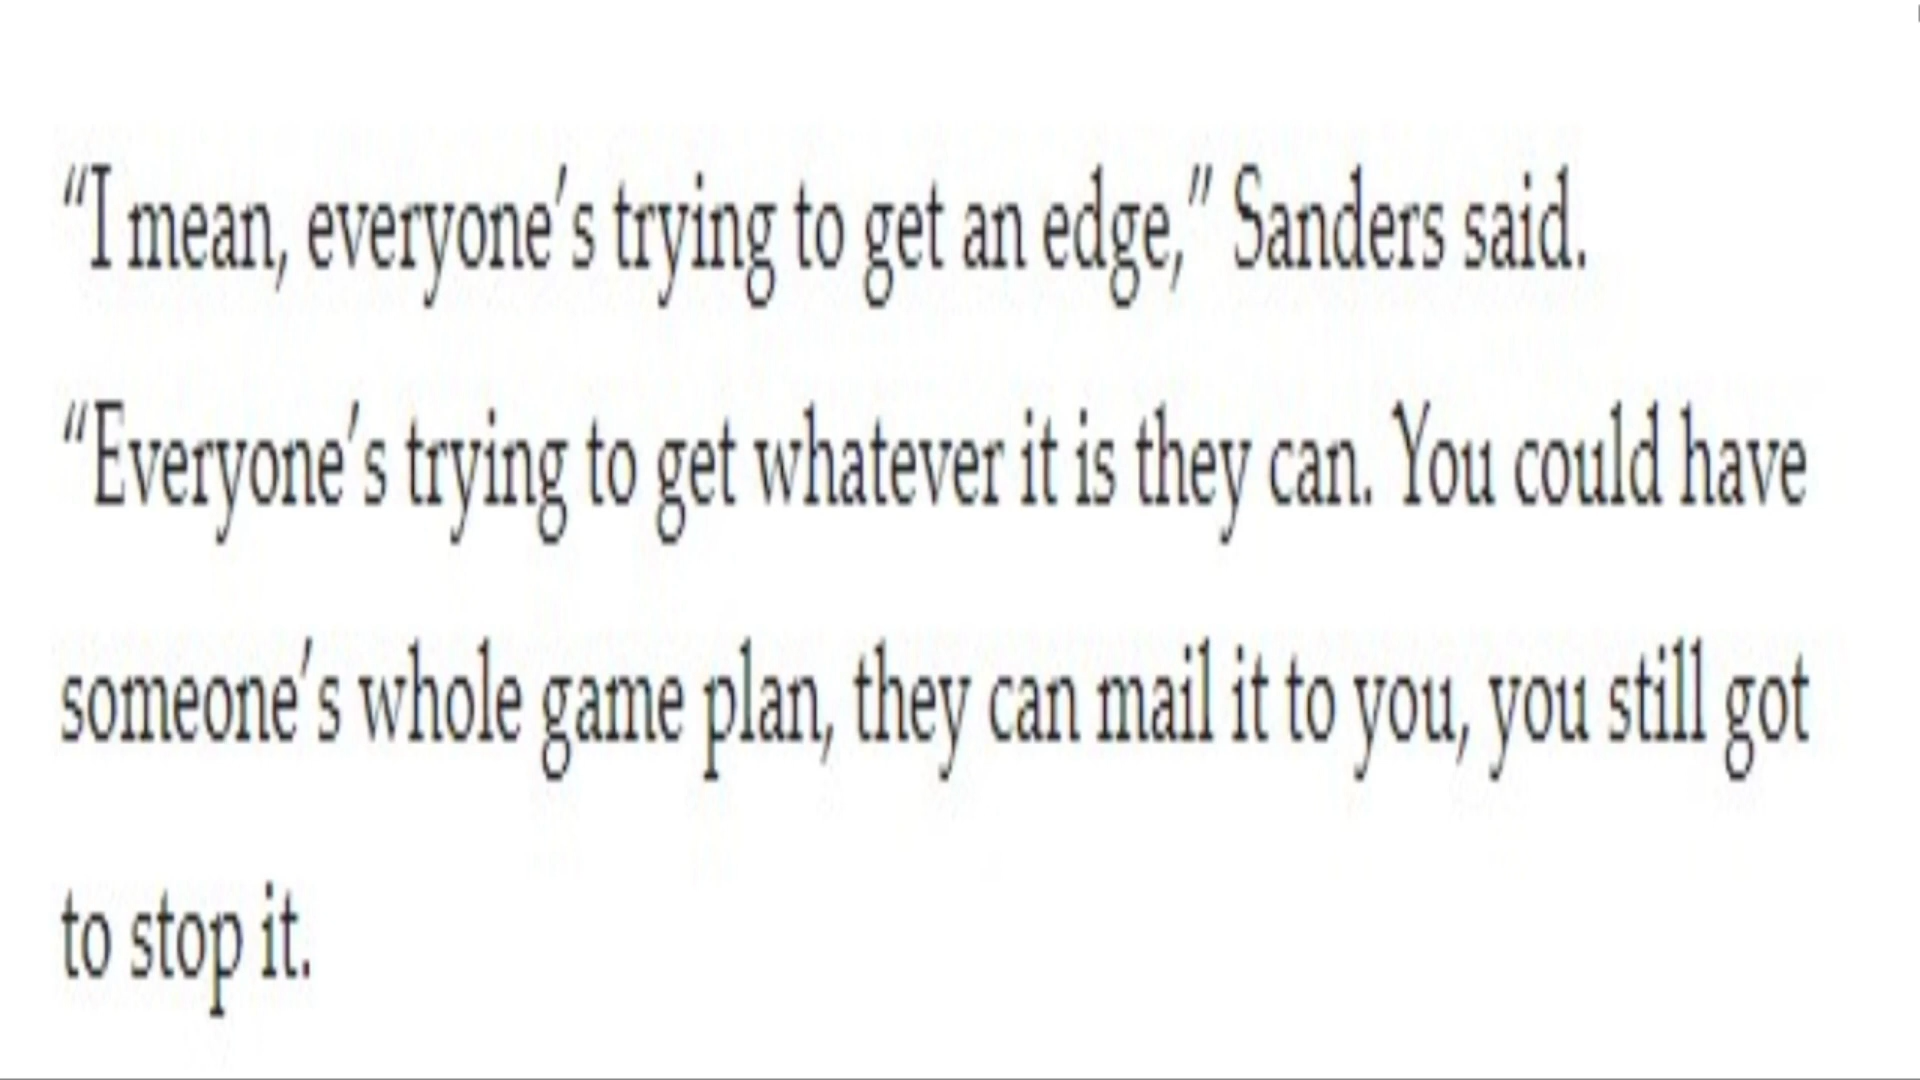 “I mean, everyone’s trying to get an edge,” Sanders said.
“Everyone’s trying to get whatever it is they can. You could have
someone’s whole game plan, they can mail it to you, you still got
to stop it.